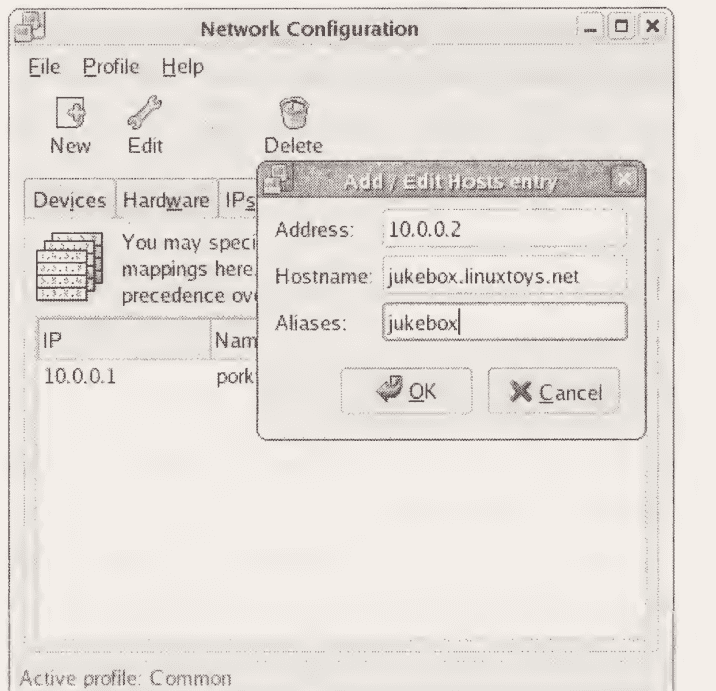 Network Configuration
File Profile Help
New Edit Delete
Add / Edit Hosts entry
Devices Hardware IPs
Address: 10.0.0.2
You may speci
mappings here
precedence ov
Hostname: jukebox.linuxtoys.net
Aliases: jukebox
IP Nam
10.0.0.1 pork
OK Cancel
Active profile: Common